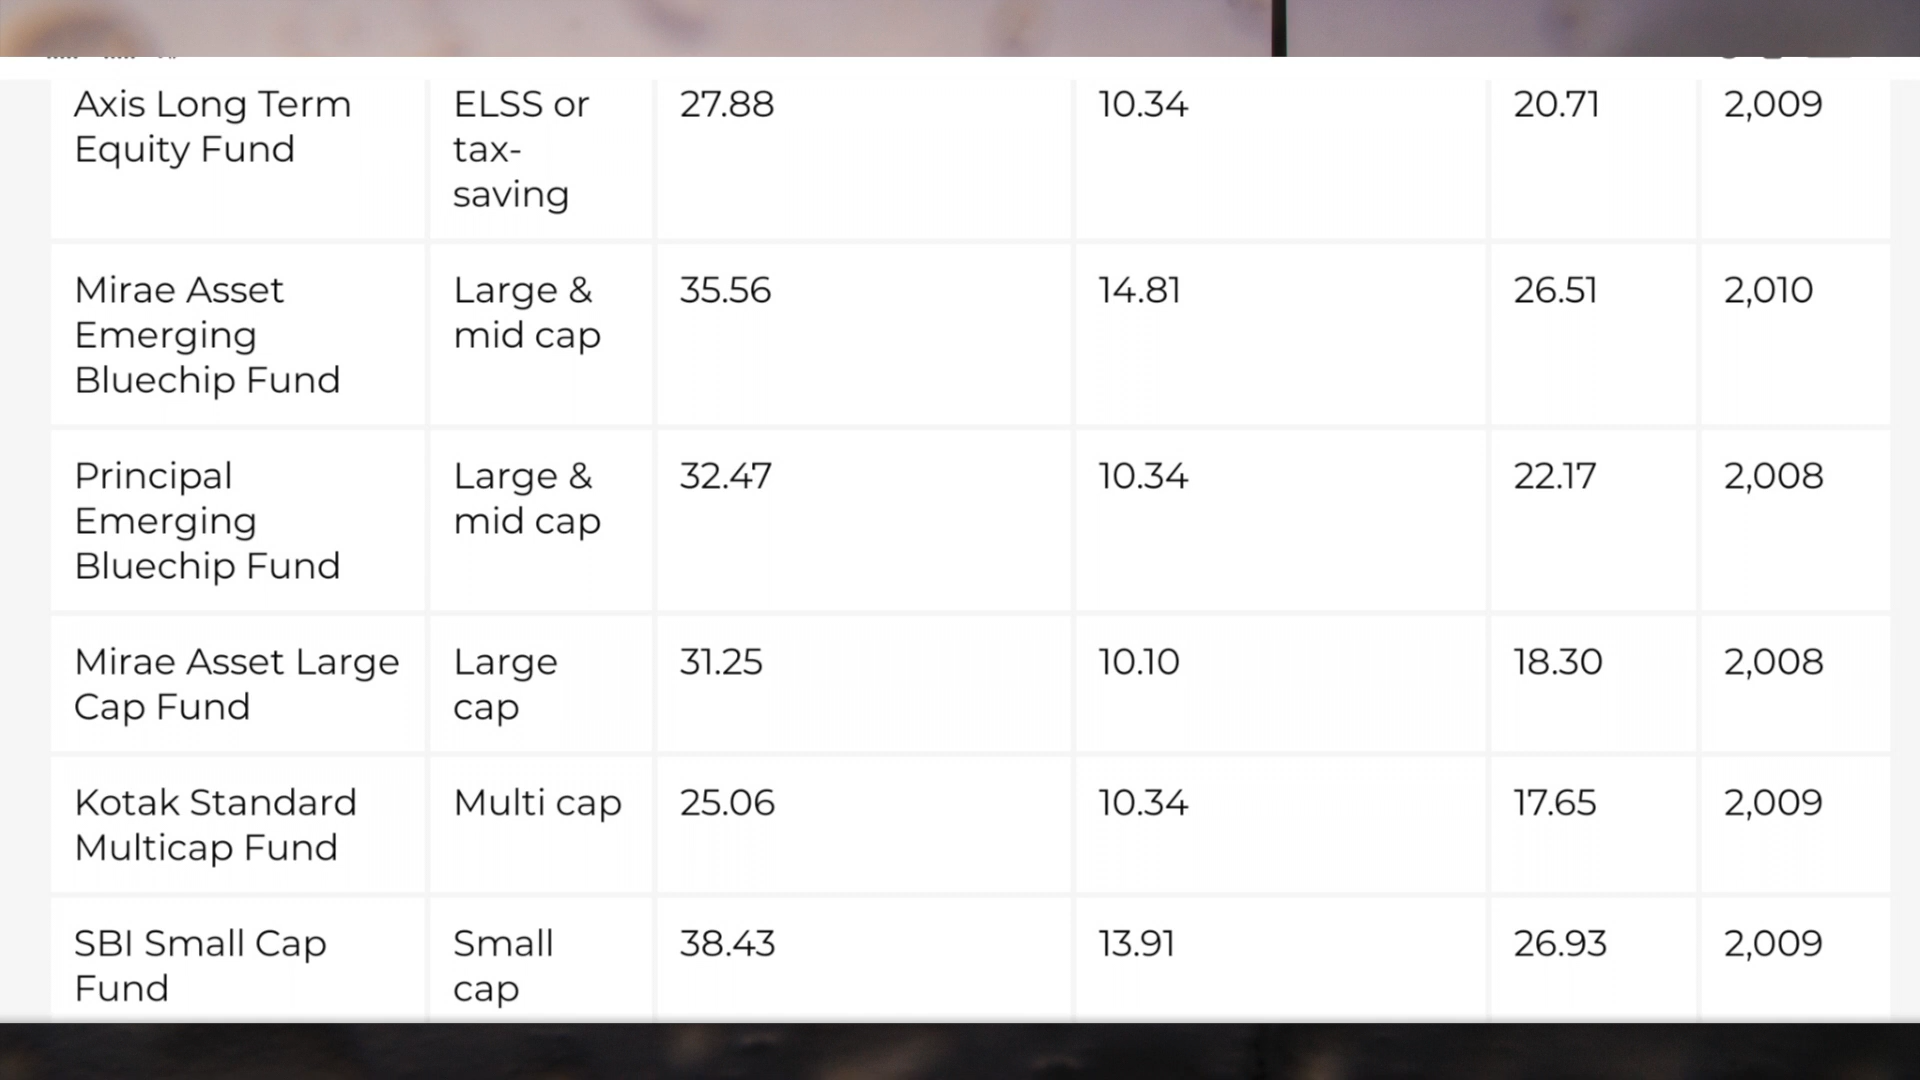 Axis Long Term
Equity Fund
ELSS or
tax-
saving
27.88
10.34
20.71
2,009
Mirae Asset
Emerging
Bluechip Fund
Large &
mid cap
35.56
14.81
26.51
2,010
Principal
Emerging
Bluechip Fund
Large &
mid cap
32.47
10.34
22.17
2,008
Mirae Asset Large
Cap Fund
Large
cap
31.25
10.10
18.30
2,008
Kotak Standard
Multicap Fund
Multi cap
25.06
10.34
17.65
2,009
SBI Small Cap
Fund
Small
cap
38.43
13.91
26.93
2,009